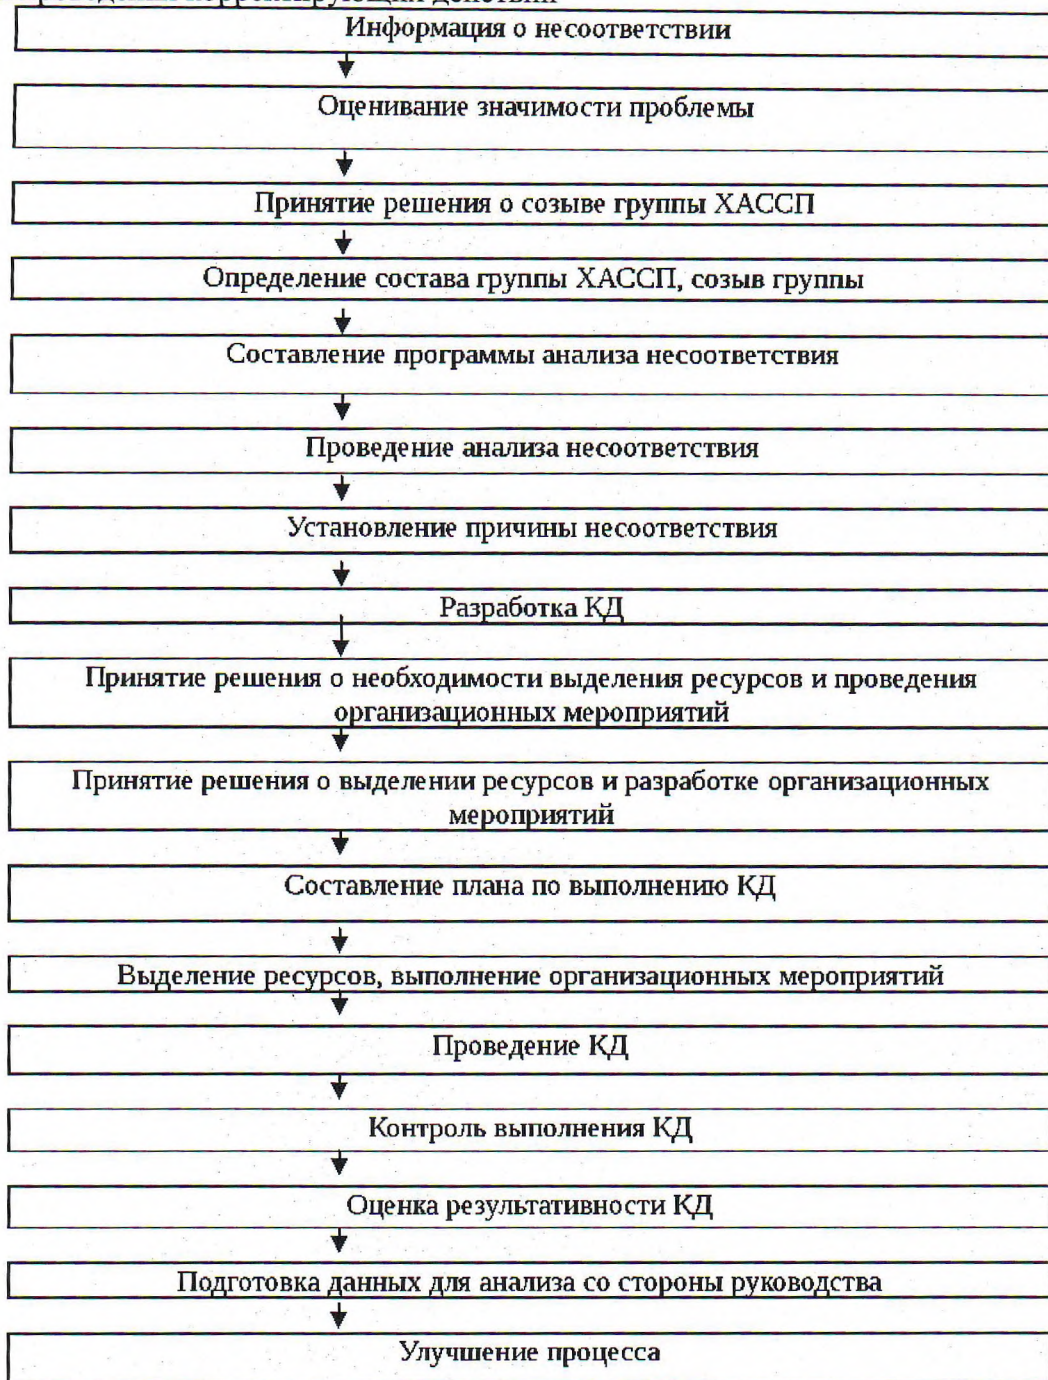 корректирующих действий
Информация о несоответствии
Оценивание значимости проблемы
Принятие решения о созыве группы ХАССП
Определение состава группы ХАССП, созыв группы
Составление программы анализа несоответствия
Проведение анализа несоответствия
Установление причины несоответствия
Разработка КД
Принятие решения о необходимости выделения ресурсов и проведения
организационных мероприятий
Принятие решения о выделении ресурсов и разработке организационных
мероприятий
Составление плана по выполнению КД
Выделение ресурсов, выполнение организационных мероприятий
Проведение КД
Контроль выполнения КД
Оценка результативности КД
Подготовка данных для анализа со стороны руководства
Улучшение процесса